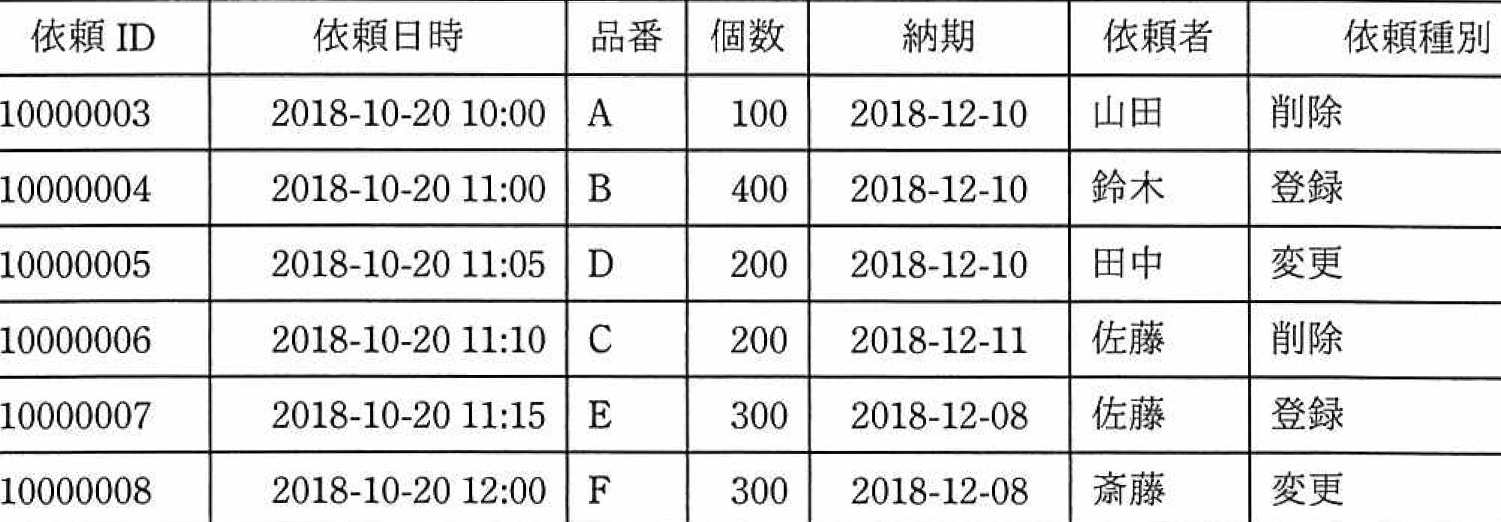 依頼 ID 依頼日時 品番 個数 納期 依頼者 依頼種別
10000003 2018-10-20 10:00 A 100 2018-12-10 山田 削除
10000004 2018-10-20 11:00 B 400 2018-12-10 鈴木 登録
10000005 2018-10-20 11:05 D 200 2018-12-10 田中 変更
10000006 2018-10-20 11:10 C 200 2018-12-11 佐藤 削除
10000007 2018-10-20 11:15 E 300 2018-12-08 佐藤 登録
10000008 2018-10-20 12:00 F 300 2018-12-08 斎藤 変更